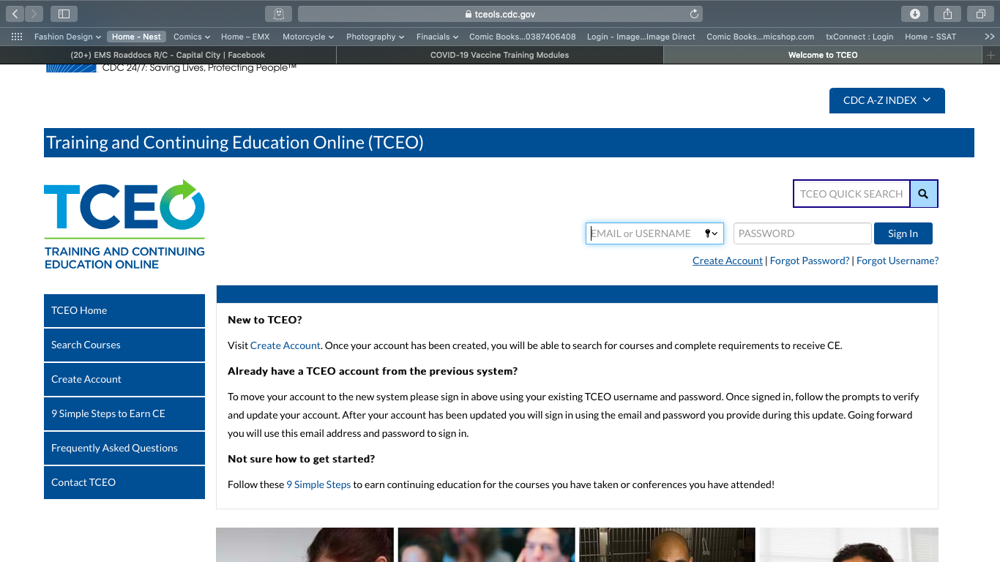 tceols.cdc.gov
Fashion Design
Home - Nest
Comics
Home – EMX
Motorcycle
Photography
Finacials
Comic Books...0387406408
Login - Image...Image Direct
Comic Books...micshop.com
txConnect : Login
Home - SSAT
(20+) EMS Roaddocs R/C - Capital City | Facebook
COVID-19 Vaccine Training Modules
Welcome to TCEO
CDC 24/7: Saving Lives, Protecting People™
CDC A-Z INDEX
Training and Continuing Education Online (TCEO)
TCEO
TRAINING AND CONTINUING
EDUCATION ONLINE
TCEO QUICK SEARCH
EMAIL or USERNAME
PASSWORD
Sign In
Create Account | Forgot Password? | Forgot Username?
TCEO Home
Search Courses
Create Account
9 Simple Steps to Earn CE
Frequently Asked Questions
Contact TCEO
New to TCEO?
Visit Create Account. Once your account has been created, you will be able to search for courses and complete requirements to receive CE.
Already have a TCEO account from the previous system?
To move your account to the new system please sign in above using your existing TCEO username and password. Once signed in, follow the prompts to verify
and update your account. After your account has been updated you will sign in using the email and password you provide during this update. Going forward
you will use this email address and password to sign in.
Not sure how to get started?
Follow these 9 Simple Steps to earn continuing education for the courses you have taken or conferences you have attended!